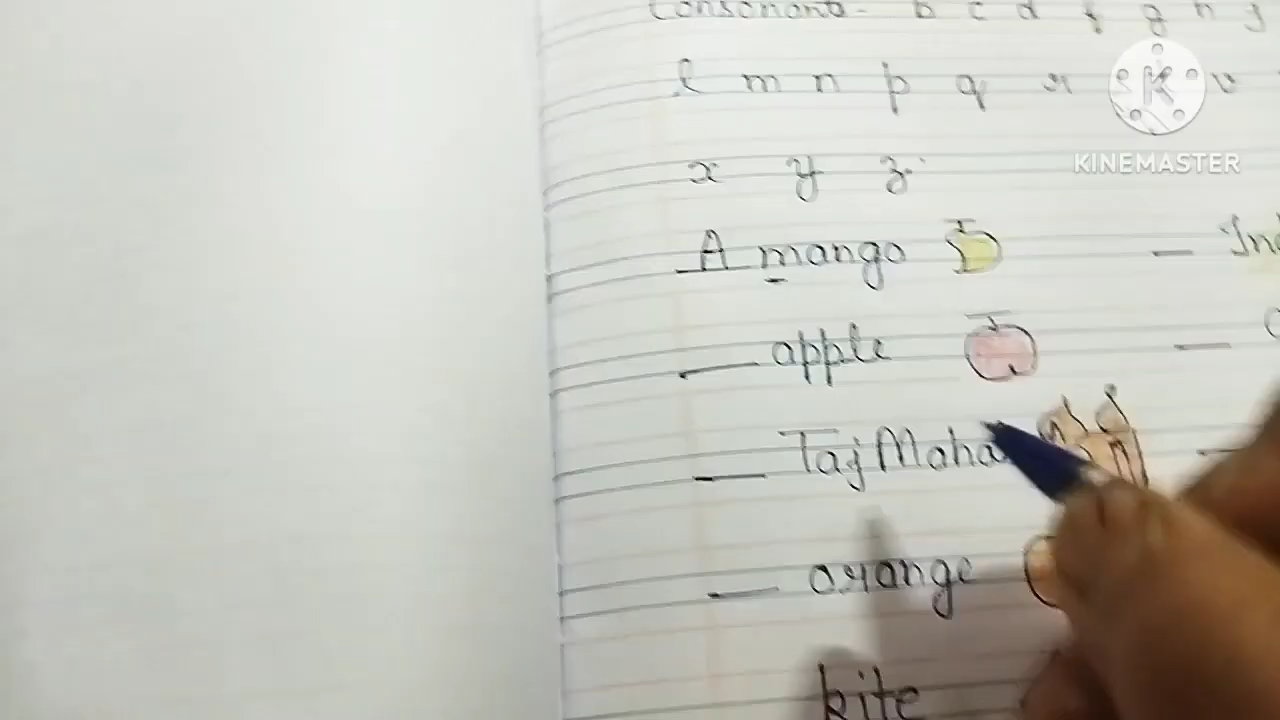 Consonants - b c d f g h j
l m n p q r s v
x y z
A mango
apple
Taj Mahal
orange
kite
KINEMASTER